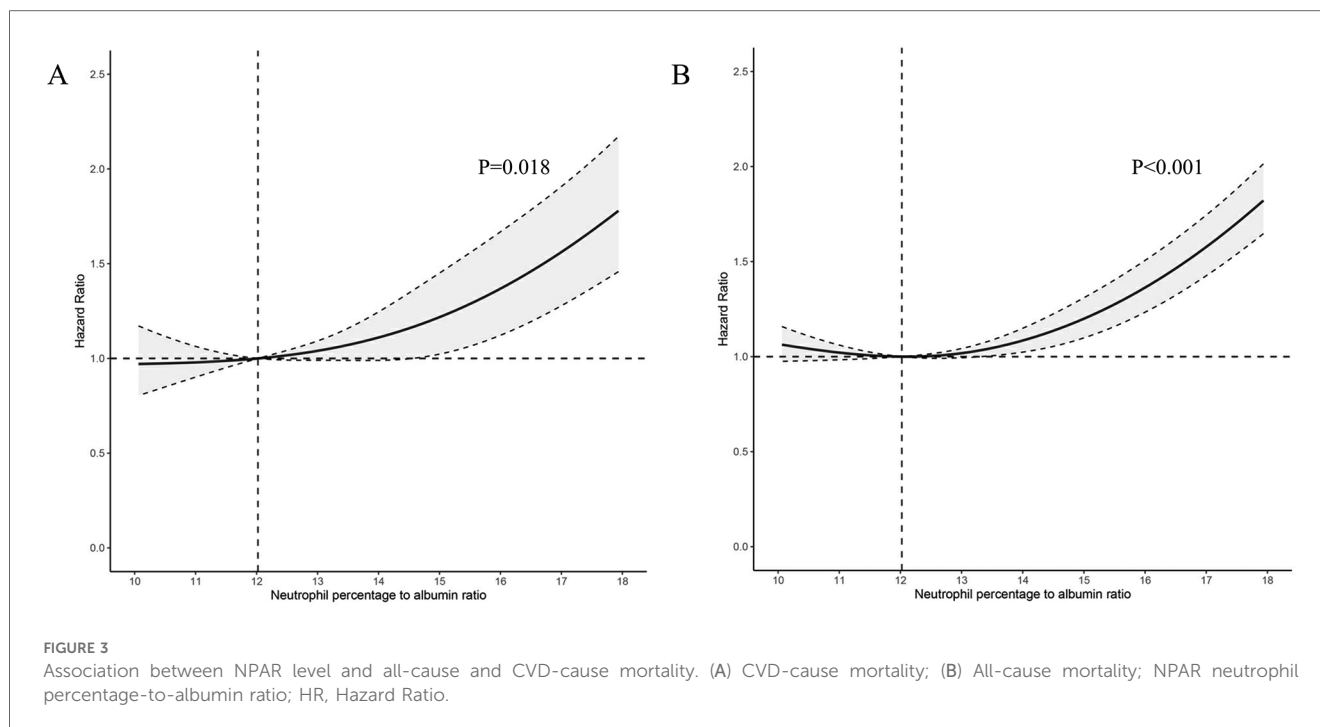 A
P=0.018
2.5
2.0
1.5
1.0
0.5
0.0
Hazard Ratio
10 11 12 13 14 15 16 17 18
Neutrophil percentage to albumin ratio
B
P<0.001
2.5
2.0
1.5
1.0
0.5
0.0
Hazard Ratio
10 11 12 13 14 15 16 17 18
Neutrophil percentage to albumin ratio
FIGURE 3
Association between NPAR level and all-cause and CVD-cause mortality. (A) CVD-cause mortality; (B) All-cause mortality; NPAR neutrophil
percentage-to-albumin ratio; HR, Hazard Ratio.